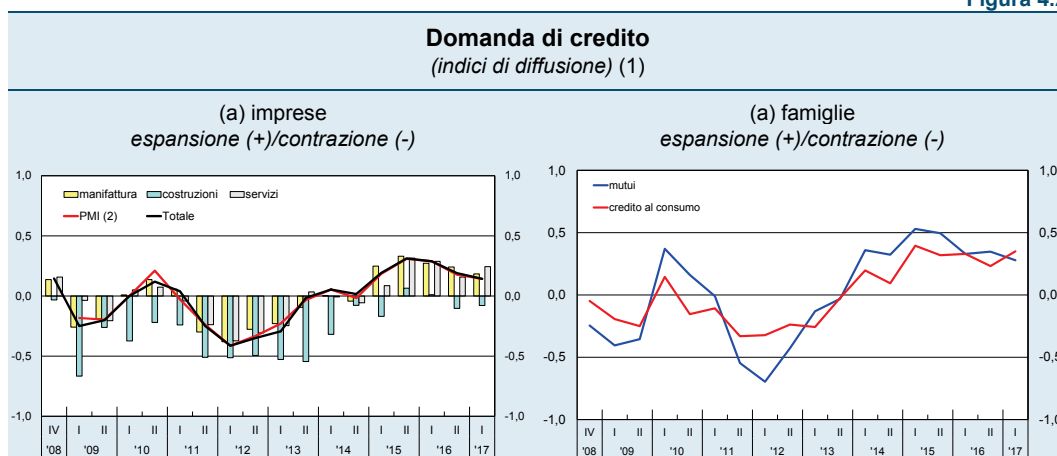 Figura 4.
Domanda di credito
(indici di diffusione) (1)
(a) imprese
espansione (+)/contrazione (-)
1,0 1,0
manifattura costruzioni servizi
PMI (2) Totale
0,5 0,5
0,0 0,0
-0,5 -0,5
-1,0 -1,0
IV I II I II I II I II I II I II I II I II I
'08 '09 '10 '11 '12 '13 '14 '15 '16 '17
(a) famiglie
espansione (+)/contrazione (-)
1,0 1,0
mutui
credito al consumo
0,5 0,5
0,0 0,0
-0,5 -0,5
-1,0 -1,0
IV I II I II I II I II I II I II I II I II I
'08 '09 '10 '11 '12 '13 '14 '15 '16 '17